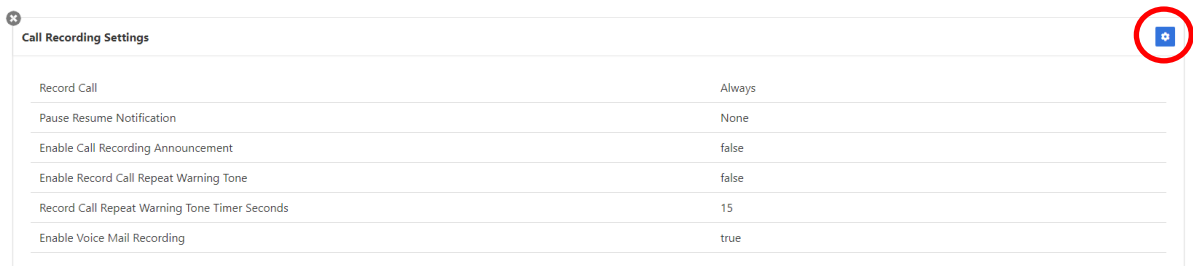 Call Recording Settings
Record Call Always
Pause Resume Notification None
Enable Call Recording Announcement false
Enable Record Call Repeat Warning Tone false
Record Call Repeat Warning Tone Timer Seconds 15
Enable Voice Mail Recording true